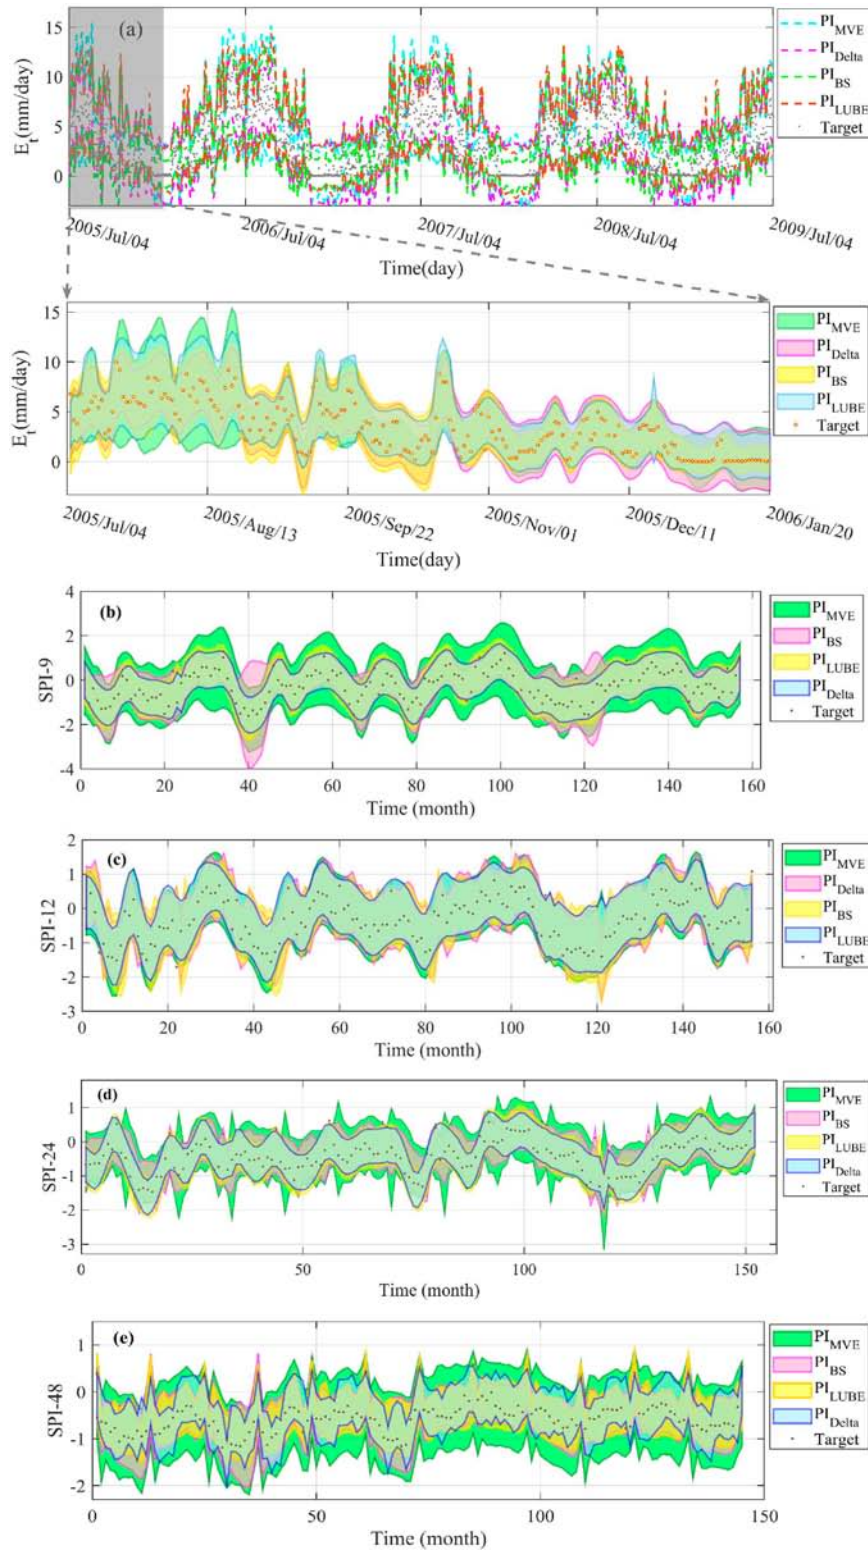 (a)
15
10
5
0
E_t(mm/day)
2005/Jul/04
2006/Jul/04
2007/Jul/04
2008/Jul/04
2009/Jul/04
Time(day)
PI_MVE
PI_Delta
PI_BS
PI_LUBE
Target
15
10
5
0
E_t(mm/day)
2005/Jul/04
2005/Aug/13
2005/Sep/22
2005/Nov/01
2005/Dec/11
2006/Jan/20
Time(day)
PI_MVE
PI_Delta
PI_BS
PI_LUBE
Target
(b)
4
2
0
-2
-4
SPI-9
0 20 40 60 80 100 120 140 160
Time (month)
PI_MVE
PI_BS
PI_LUBE
PI_Delta
Target
(c)
2
1
0
-1
-2
-3
SPI-12
0 20 40 60 80 100 120 140 160
Time (month)
PI_MVE
PI_Delta
PI_BS
PI_LUBE
Target
(d)
1
0
-1
-2
-3
SPI-24
0 50 100 150
Time (month)
PI_MVE
PI_BS
PI_LUBE
PI_Delta
Target
(e)
1
0
-1
-2
SPI-48
0 50 100 150
Time (month)
PI_MVE
PI_BS
PI_LUBE
PI_Delta
Target